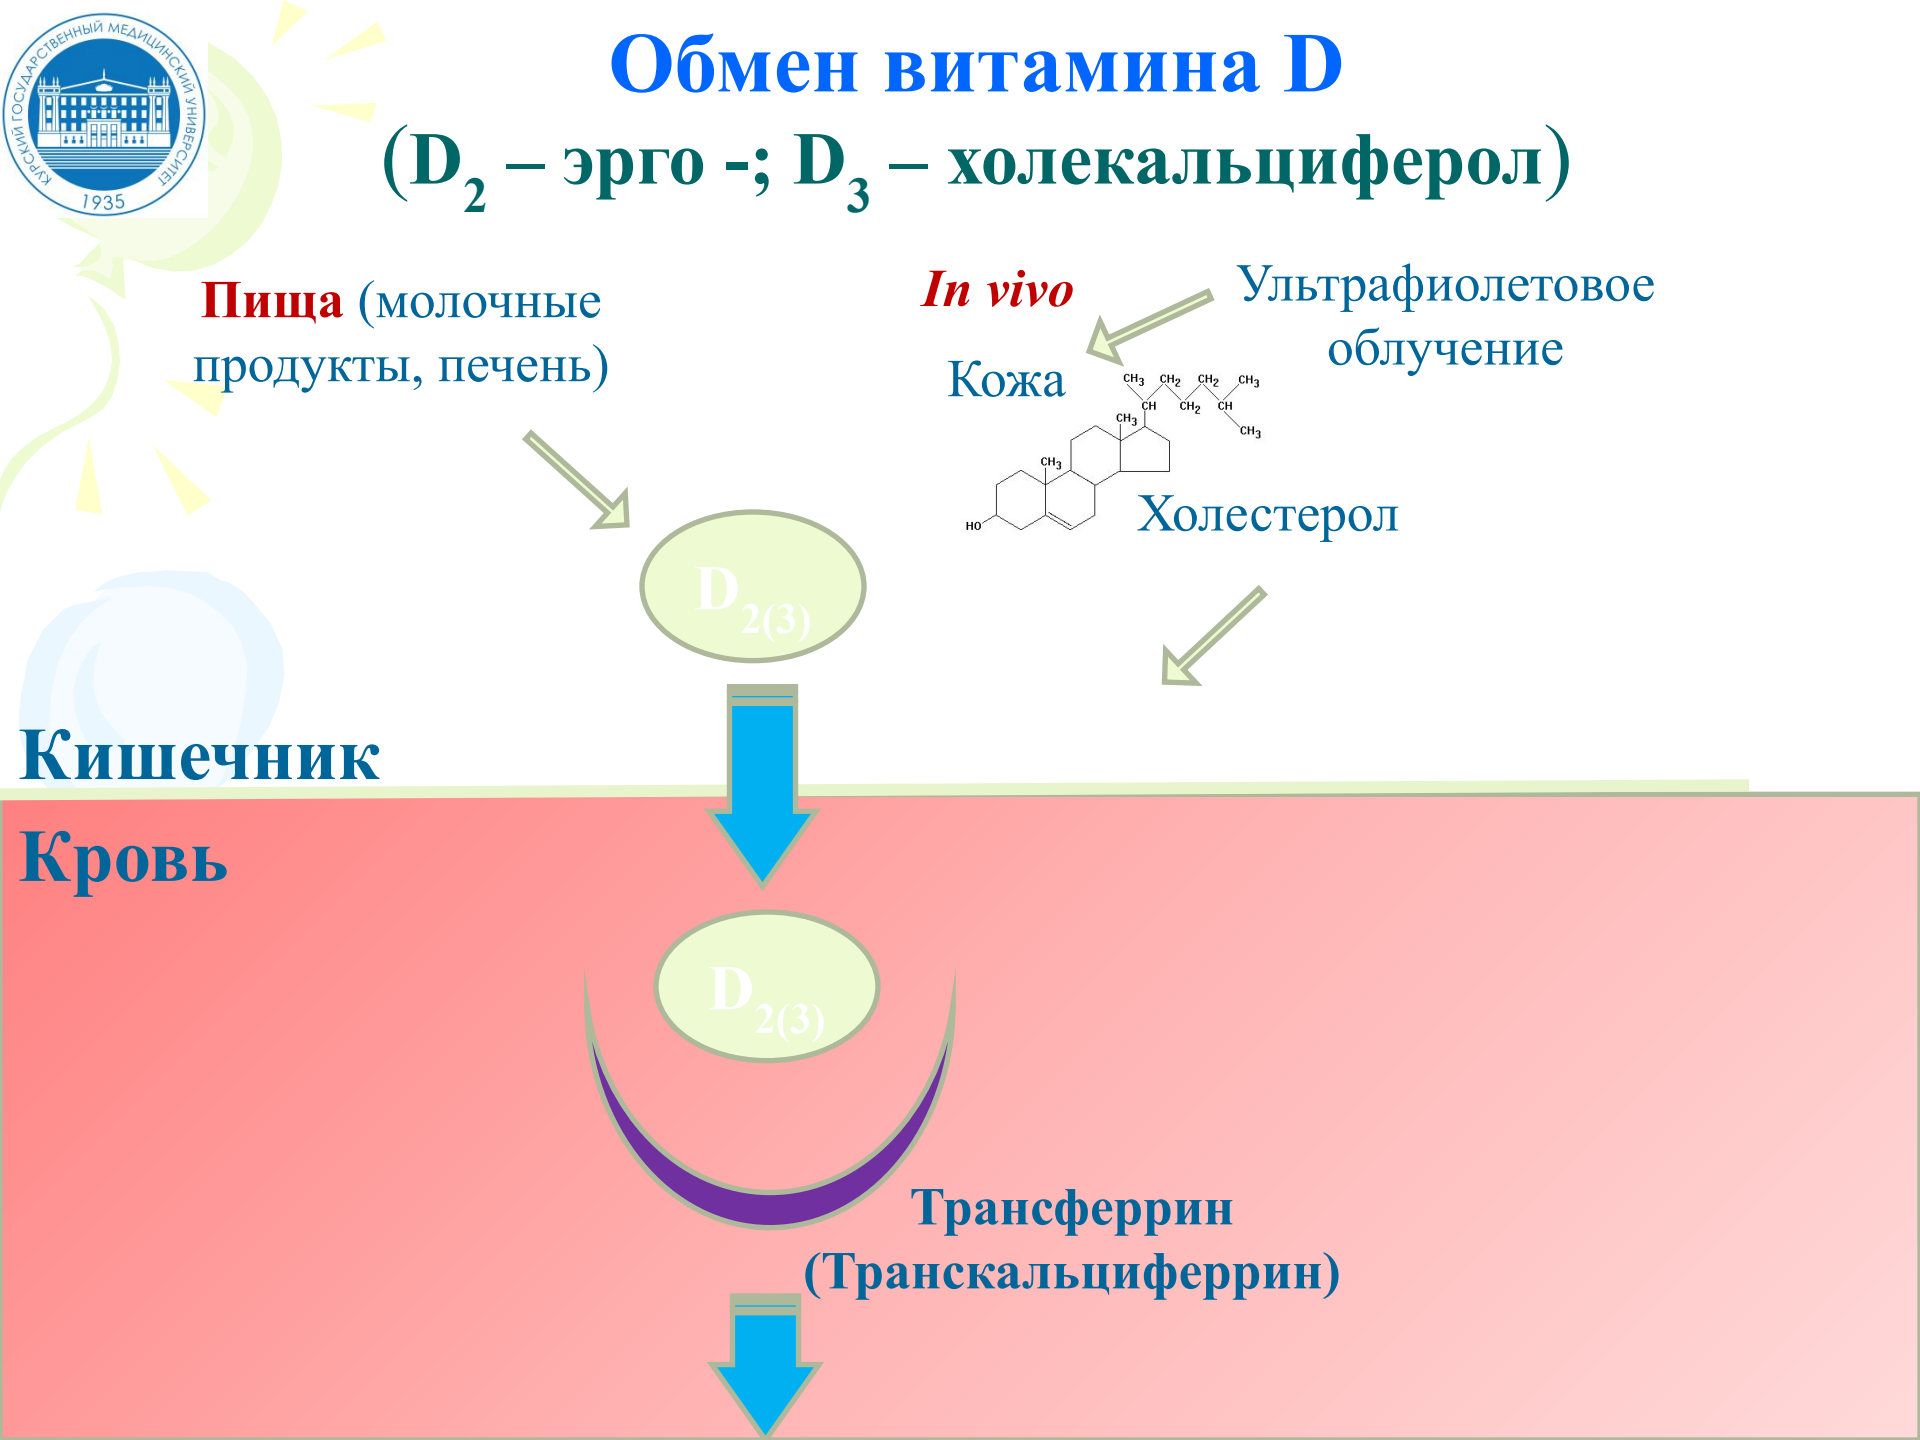 КУРСКИЙ ГОСУДАРСТВЕННЫЙ МЕДИЦИНСКИЙ УНИВЕРСИТЕТ
1935
Обмен витамина D
(D2 – эрго -; D3 – холекальциферол)
Пища (молочные
продукты, печень)
In vivo
Ультрафиолетовое
облучение
Кожа
CH3 CH2 CH2 CH3
CH CH2 CH
CH3
CH3
CH3
HO
Холестерол
D2(3)
Кишечник
Кровь
D2(3)
Трансферрин
(Транскальциферрин)